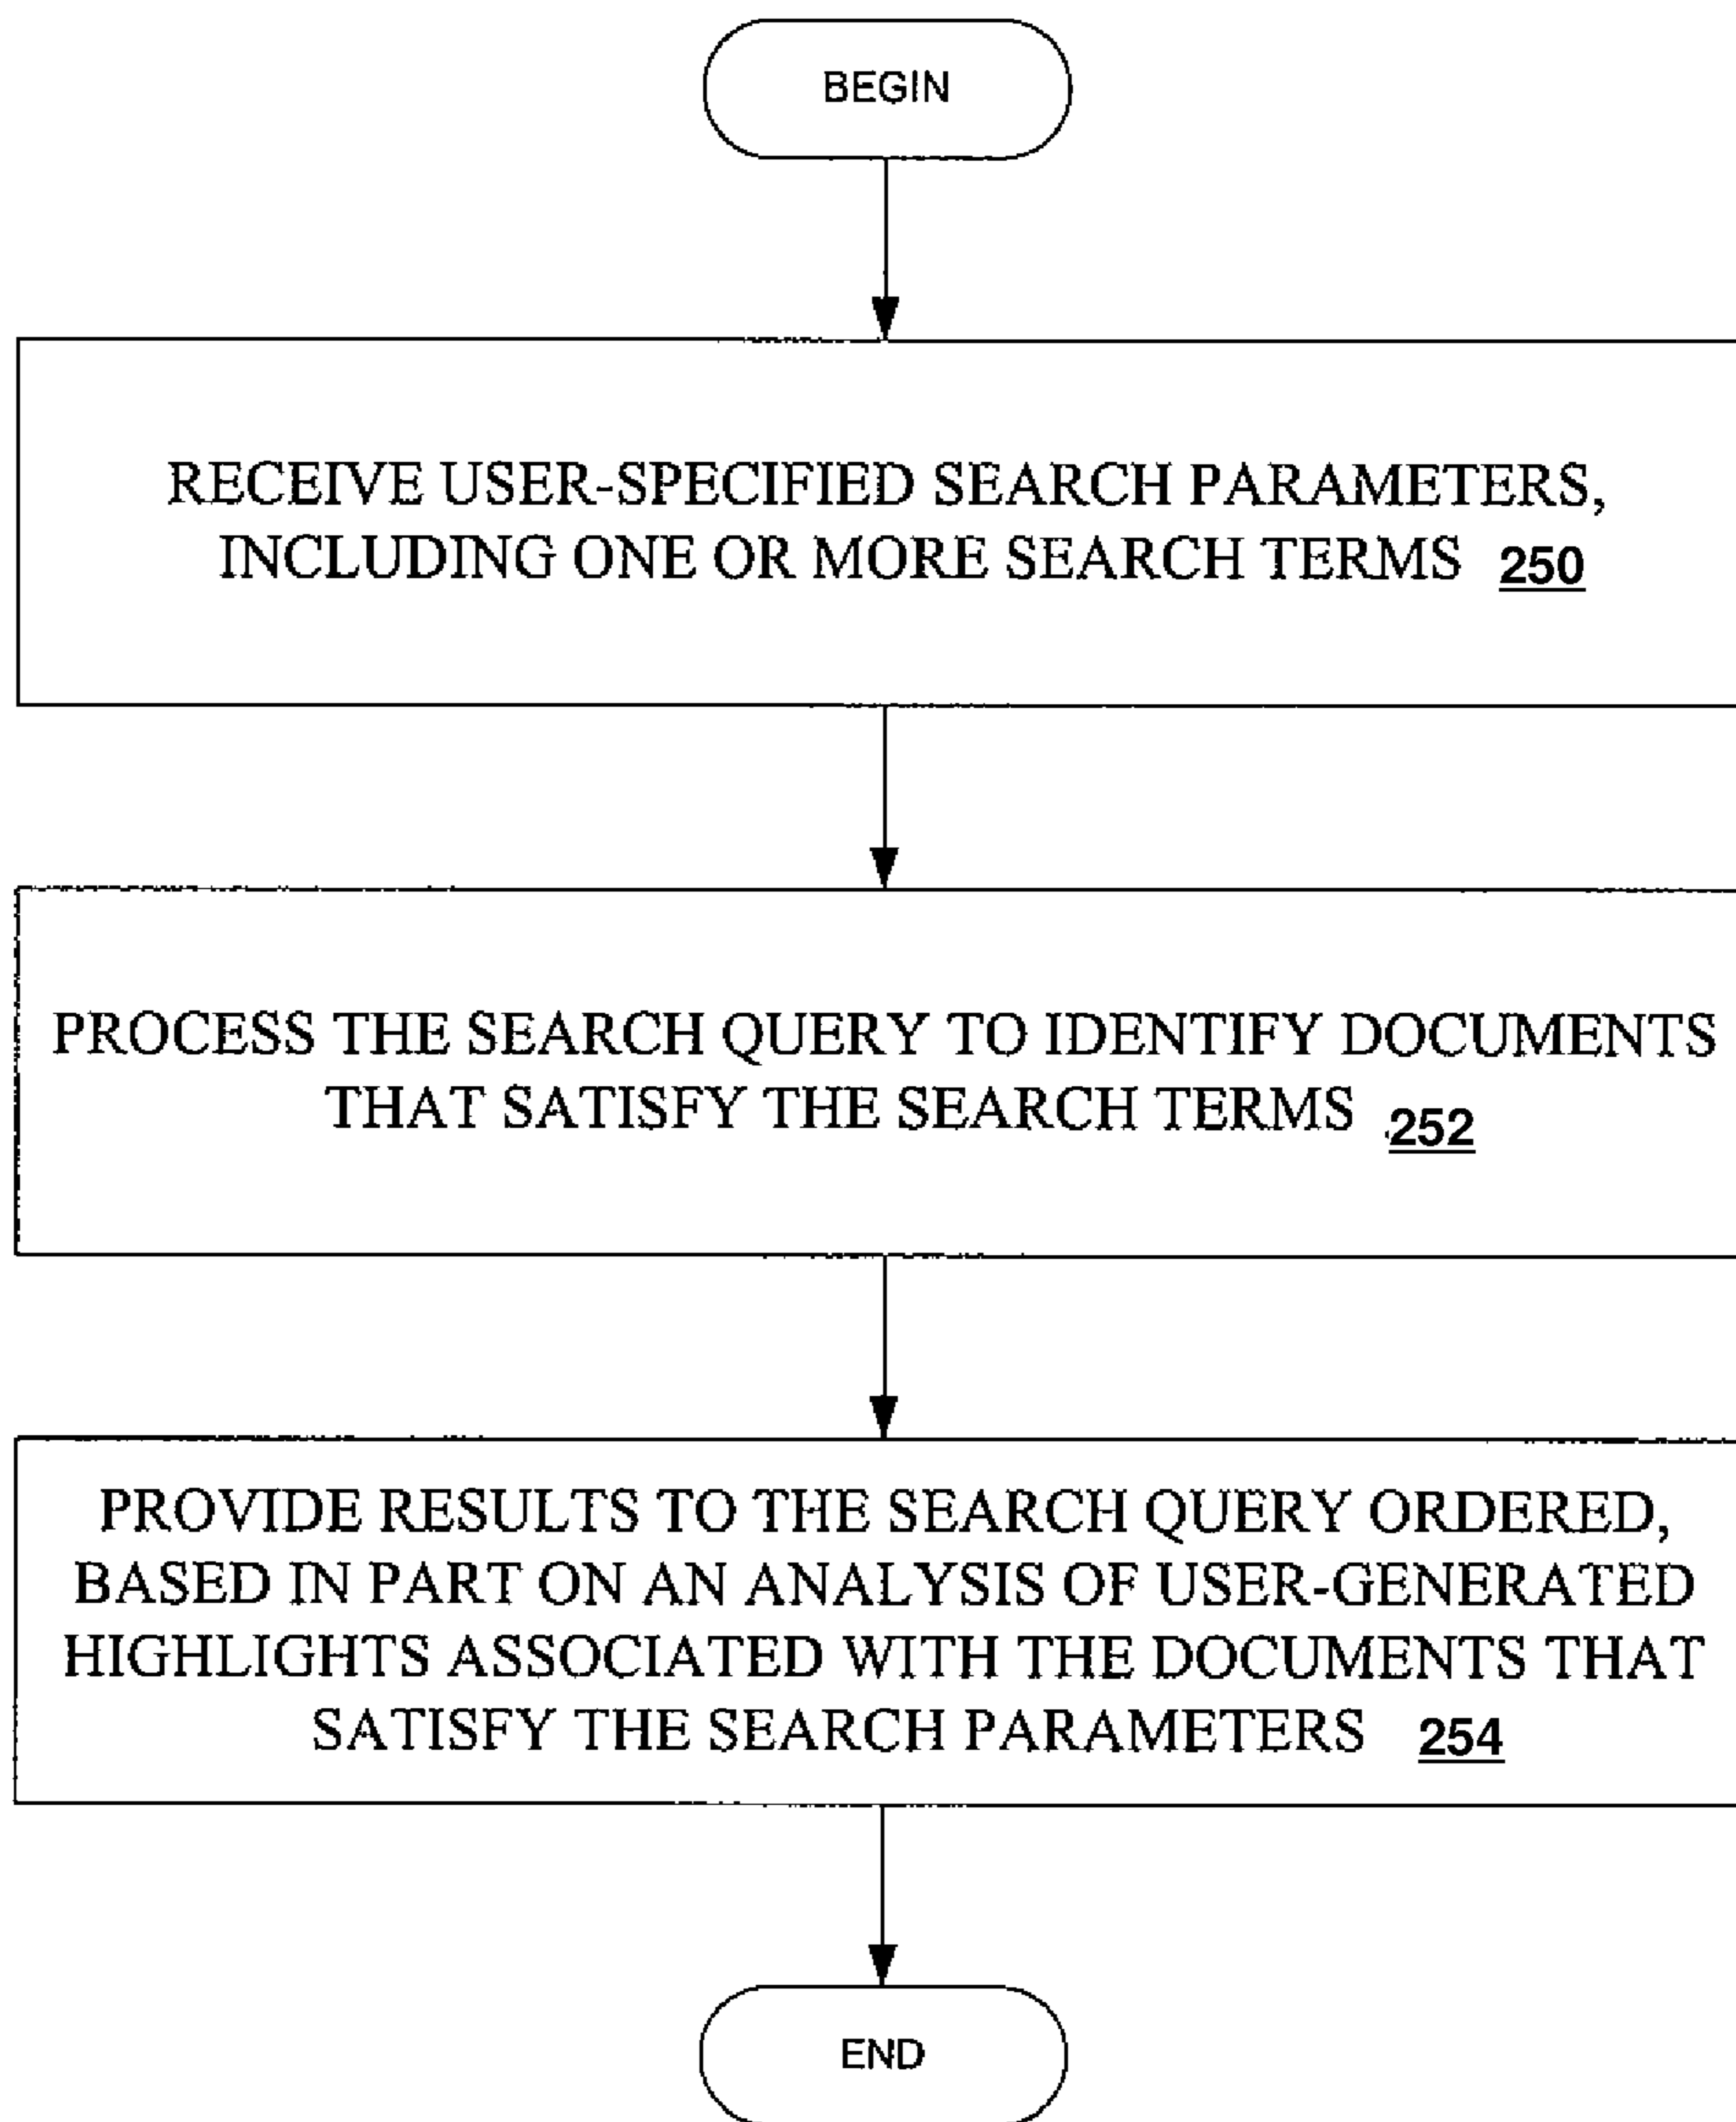 BEGIN
RECEIVE USER-SPECIFIED SEARCH PARAMETERS,
INCLUDING ONE OR MORE SEARCH TERMS 250
PROCESS THE SEARCH QUERY TO IDENTIFY DOCUMENTS
THAT SATISFY THE SEARCH TERMS 252
PROVIDE RESULTS TO THE SEARCH QUERY ORDERED,
BASED IN PART ON AN ANALYSIS OF USER-GENERATED
HIGHLIGHTS ASSOCIATED WITH THE DOCUMENTS THAT
SATISFY THE SEARCH PARAMETERS 254
END